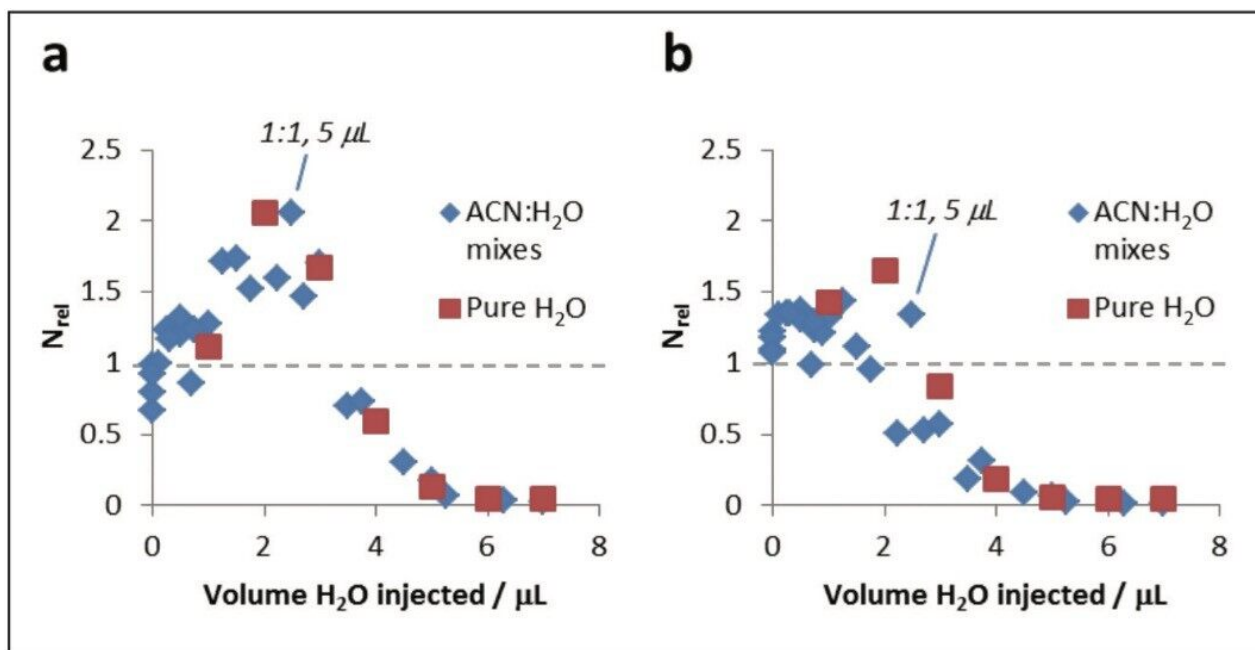 a
1:1, 5 µL
2.5
2
1.5
1
0.5
0
Nrel
ACN:H₂O
mixes
Pure H₂O
0 2 4 6 8
Volume H₂O injected / µL
b
1:1, 5 µL
2.5
2
1.5
1
0.5
0
Nrel
ACN:H₂O
mixes
Pure H₂O
0 2 4 6 8
Volume H₂O injected / µL